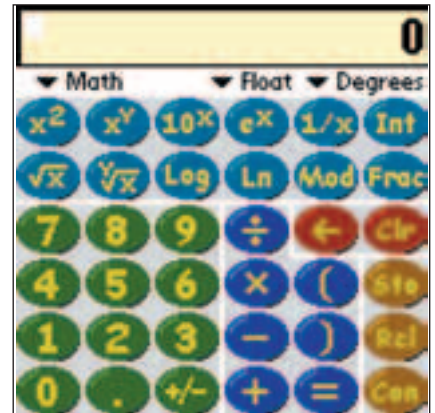 0
Math Float Degrees
x² xʸ 10ˣ eˣ 1/x Int
√x ʸ√x Log Ln Mod Frac
7 8 9 ÷ ← Clr
4 5 6 × ( Sto
1 2 3 − ) Rcl
0 . +/− + = Con